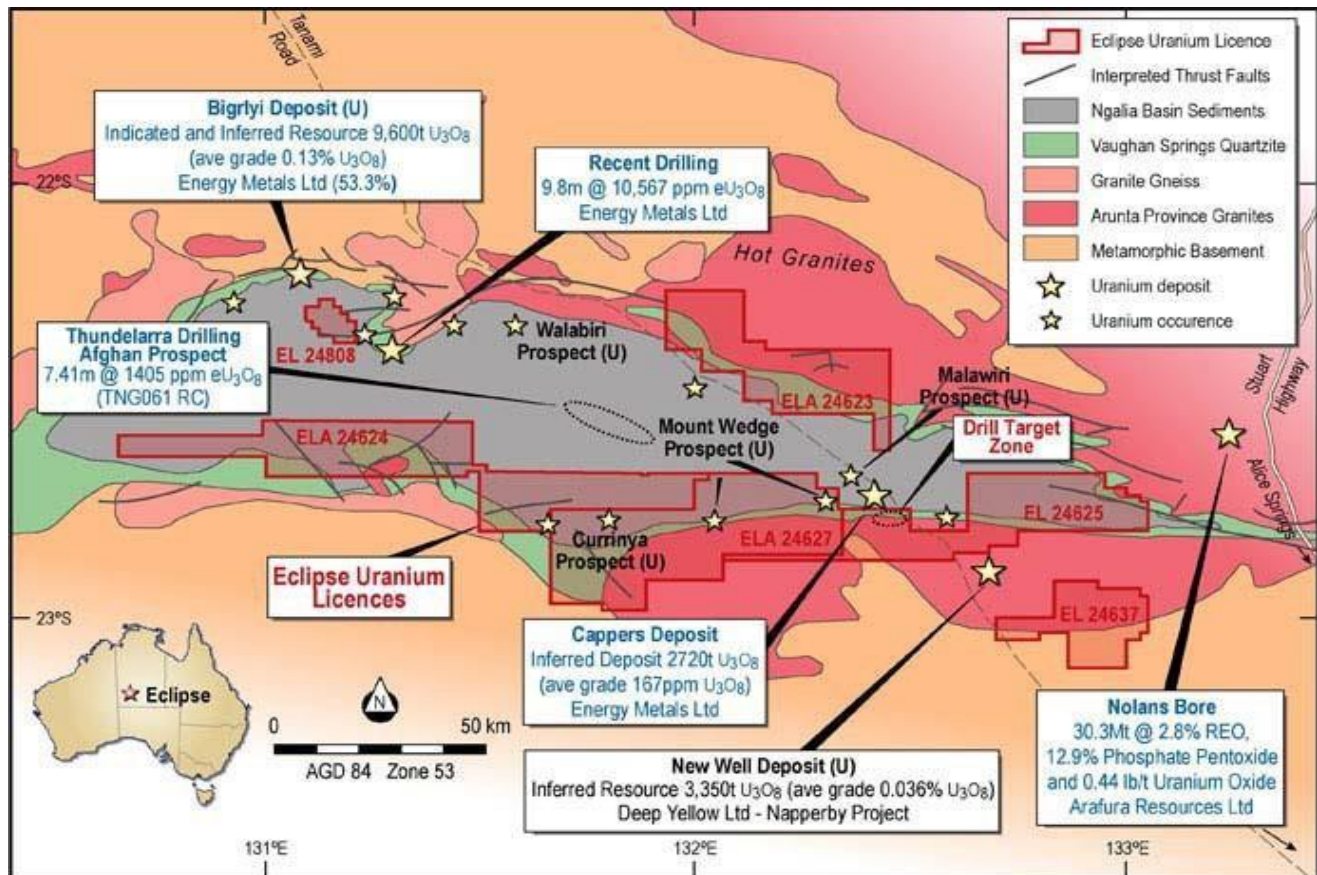 Tanami
Road
Bigrlyi Deposit (U)
Indicated and Inferred Resource 9,600t U3O8
(ave grade 0.13% U3O8)
Energy Metals Ltd (53.3%)
Recent Drilling
9.8m @ 10,567 ppm eU3O8
Energy Metals Ltd
Eclipse Uranium Licence
Interpreted Thrust Faults
Ngalia Basin Sediments
Vaughan Springs Quartzite
Granite Gneiss
Arunta Province Granites
Metamorphic Basement
Uranium deposit
Uranium occurence
22ºS
Hot Granites
Thundelarra Drilling
Afghan Prospect
7.41m @ 1405 ppm eU3O8
(TNG061 RC)
EL 24808
Walabiri
Prospect (U)
Malawiri
Prospect (U)
Stuart
Highway
ELA 24623
ELA 24624
Mount Wedge
Prospect (U)
Drill Target
Zone
Alice Springs
EL 24625
ELA 24627
Currinya
Prospect (U)
Eclipse Uranium
Licences
23ºS
EL 24637
Cappers Deposit
Inferred Deposit 2720t U3O8
(ave grade 167ppm U3O8)
Energy Metals Ltd
Eclipse
N
0 50 km
AGD 84 Zone 53
New Well Deposit (U)
Inferred Resource 3,350t U3O8 (ave grade 0.036% U3O8)
Deep Yellow Ltd - Napperby Project
Nolans Bore
30.3Mt @ 2.8% REO,
12.9% Phosphate Pentoxide
and 0.44 lb/t Uranium Oxide
Arafura Resources Ltd
131ºE
132ºE
133ºE